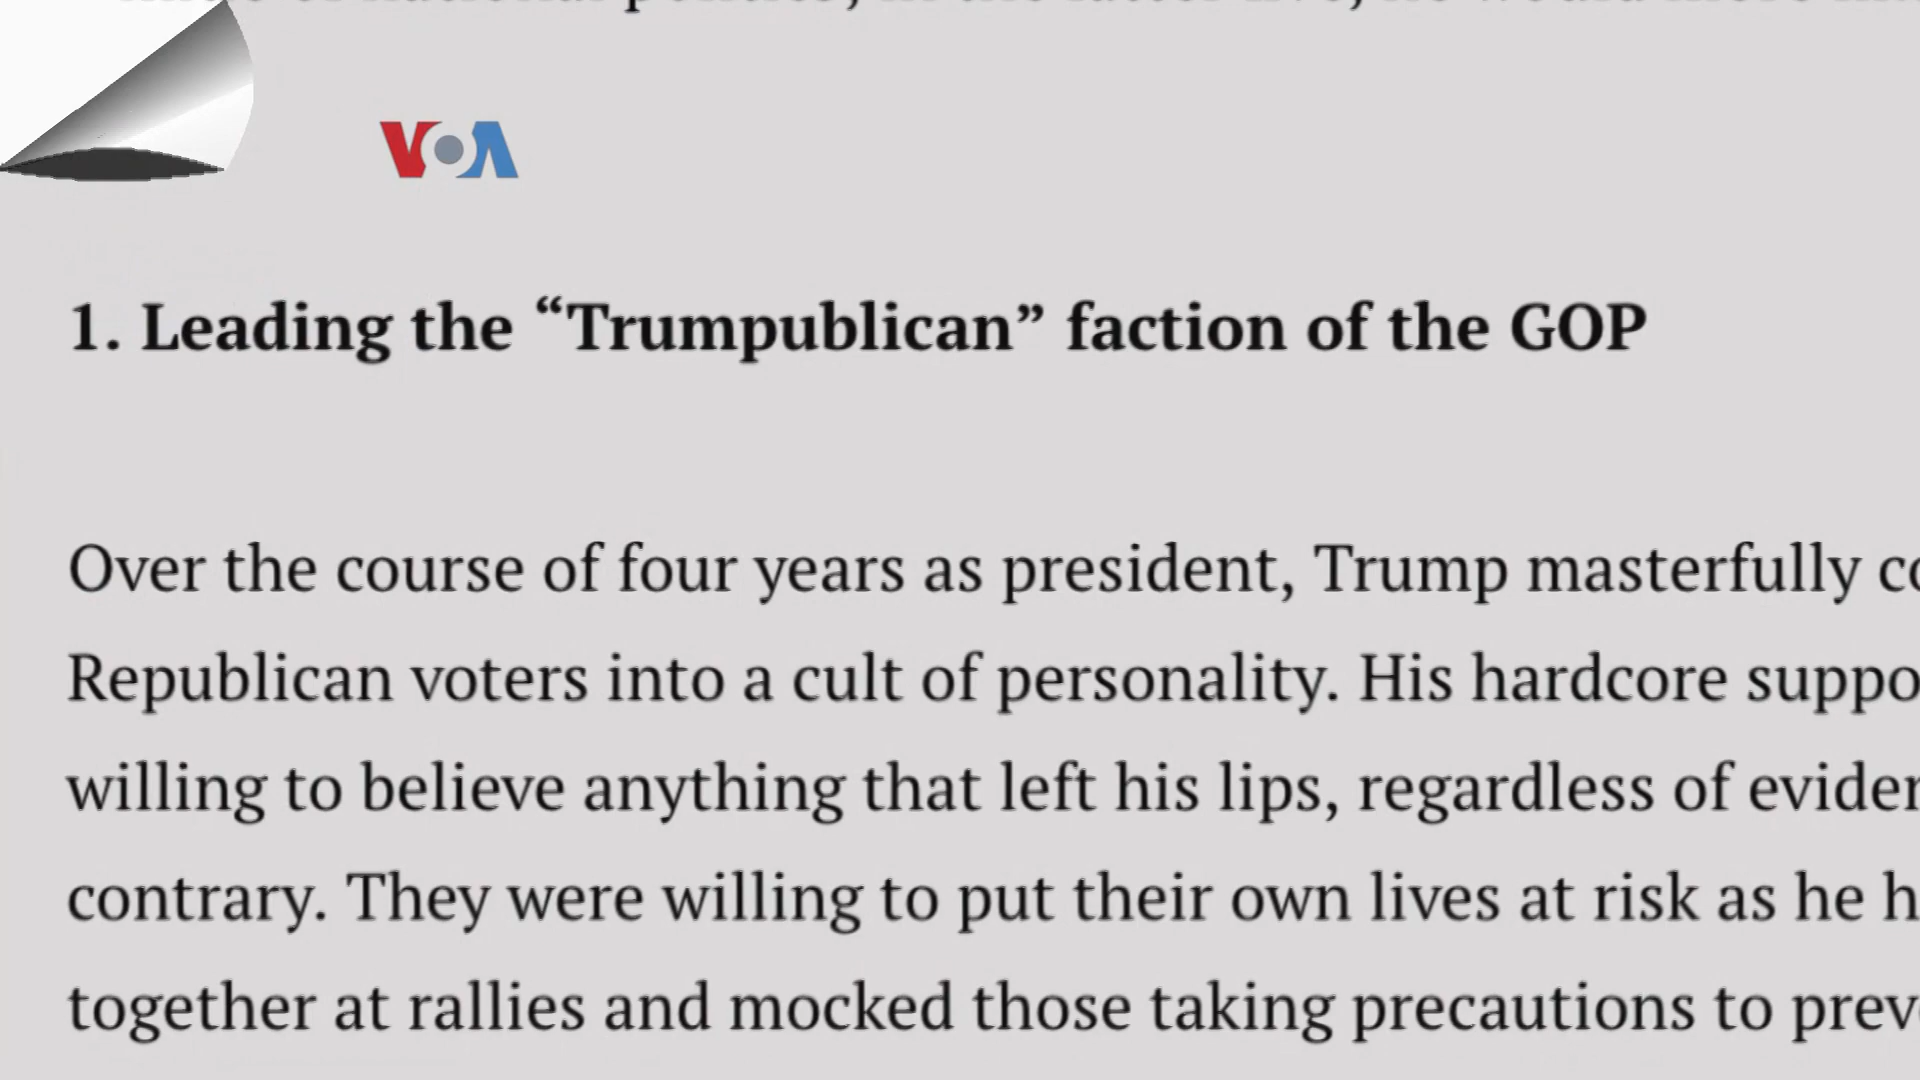 VOA
1. Leading the “Trumpublican” faction of the GOP
Over the course of four years as president, Trump masterfully
Republican voters into a cult of personality. His hardcore
willing to believe anything that left his lips, regardless of
contrary. They were willing to put their own lives at risk as he
together at rallies and mocked those taking precautions to